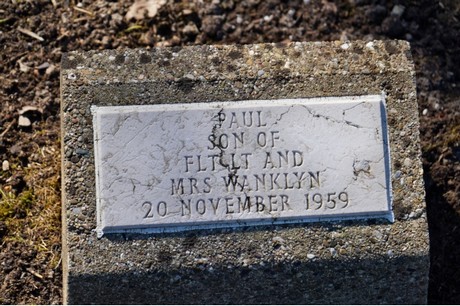 PAUL
SON OF
FLT·LT AND
MRS WANKLYN
20 NOVEMBER 1959